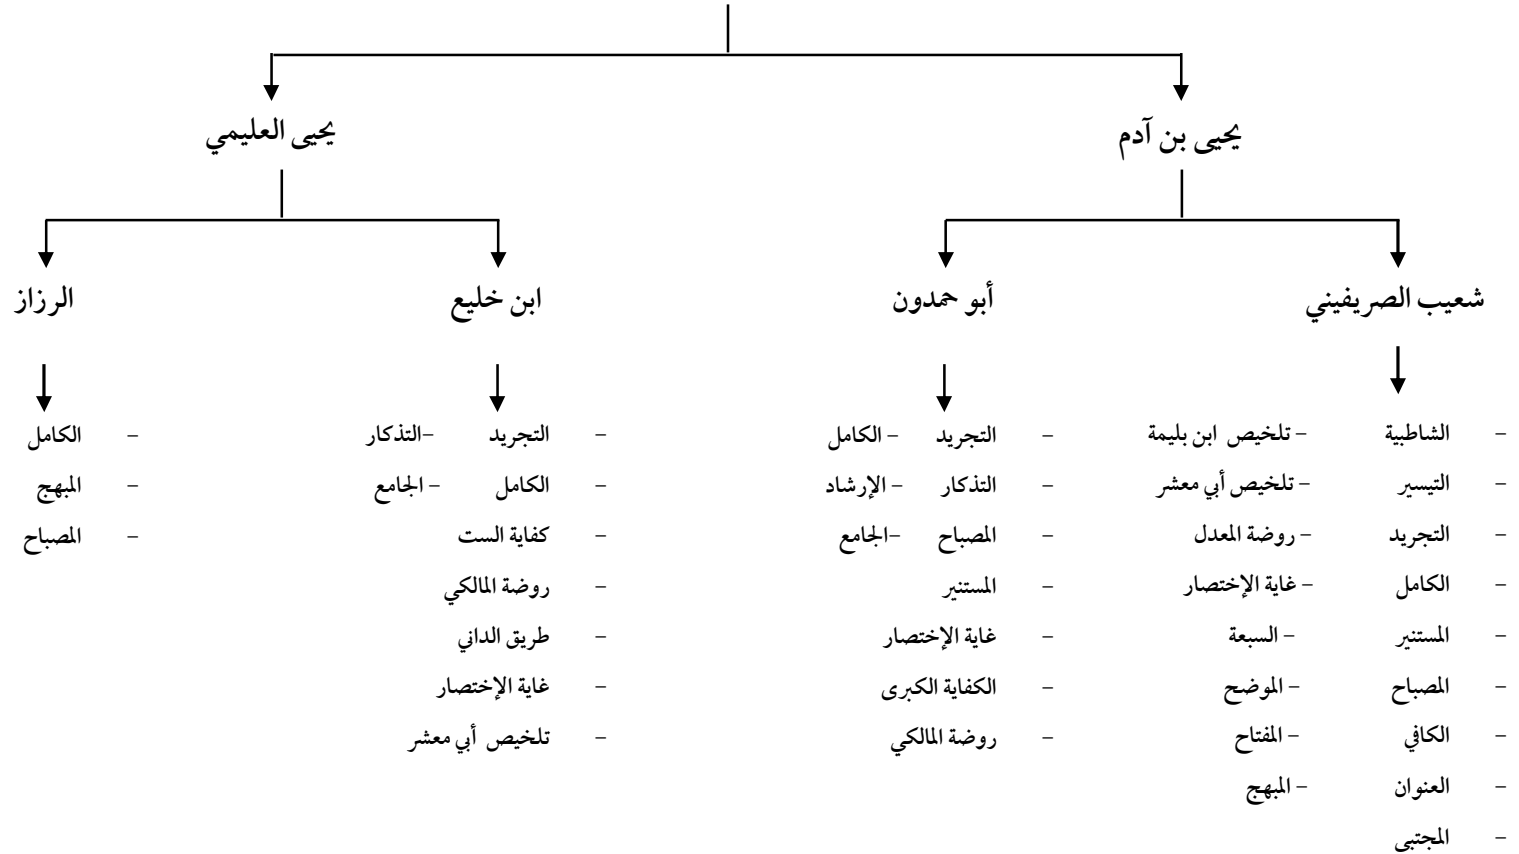 يحيى بن آدم
يحيى العليمي
شعيب الصريفيني
أبو حمدون
ابن خليع
الرزاز
- الشاطبية - تلخيص ابن بليمة
- التيسير - تلخيص أبي معشر
- التجريد - روضة المعدل
- الكامل - غاية الإختصار
- المستنير - السبعة
- المصباح - الموضح
- الكافي - المفتاح
- العنوان - المبهج
- المجتبى
- التجريد - الكامل
- التذكار - الإرشاد
- المصباح -الجامع
- المستنير
- غاية الإختصار
- الكفاية الكبرى
- روضة المالكي
- التجريد -التذكار
- الكامل - الجامع
- كفاية الست
- روضة المالكي
- طريق الداني
- غاية الإختصار
- تلخيص أبي معشر
- الكامل
- المبهج
- المصباح